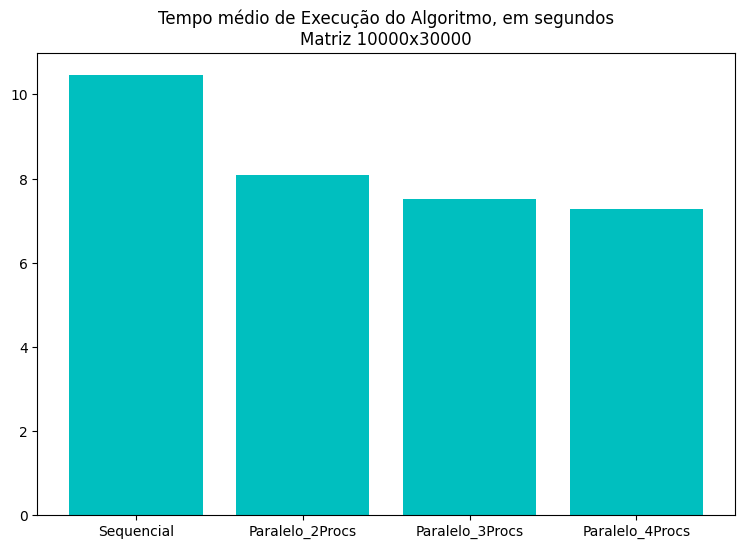 Tempo médio de Execução do Algoritmo, em segundos
Matriz 10000x30000
10
8
6
4
2
0
Sequencial Paralelo_2Procs Paralelo_3Procs Paralelo_4Procs